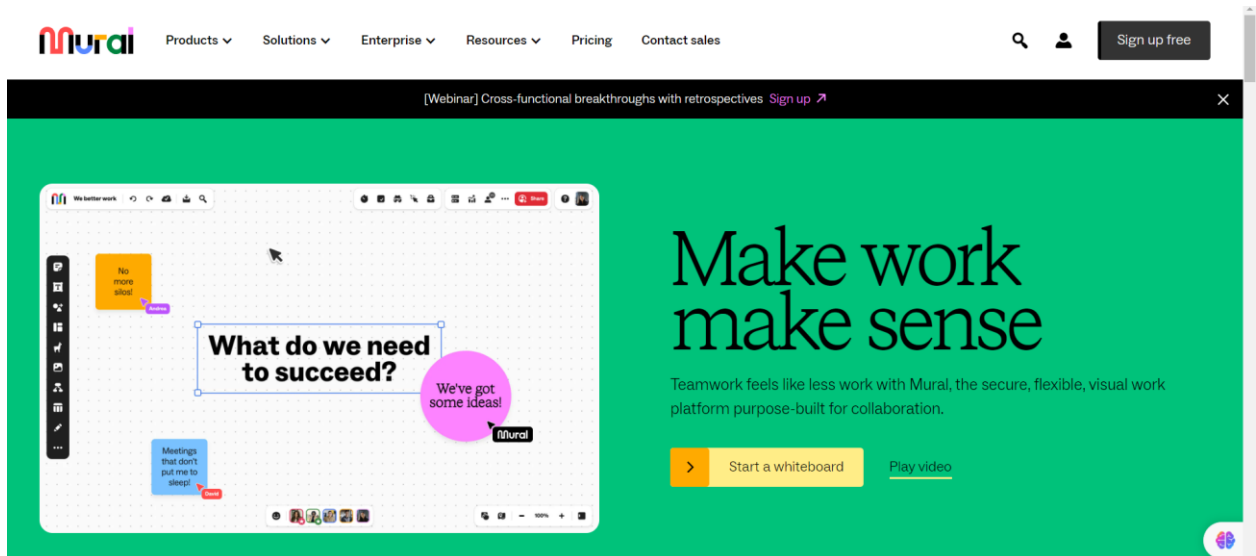 Mural
Products
Solutions
Enterprise
Resources
Pricing
Contact sales
Sign up free
[Webinar] Cross-functional breakthroughs with retrospectives Sign up
We better work
Share
No
more
silos!
Andrea
What do we need
to succeed?
We've got
some ideas!
Mural
Meetings
that don't
put me to
sleep!
David
100%
Make work
make sense
Teamwork feels like less work with Mural, the secure, flexible, visual work
platform purpose-built for collaboration.
Start a whiteboard
Play video